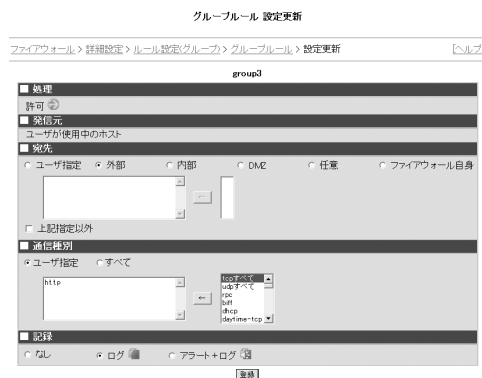 グループルール 設定更新
ファイアウォール > 詳細設定 > ルール設定(グループ) > グループルール > 設定更新 [ヘルプ
group3
■ 処理
許可
■ 発信元
ユーザが使用中のホスト
■ 宛先
ユーザ指定 外部 内部 DMZ 任意 ファイアウォール自身
←
上記指定以外
■ 通信種別
ユーザ指定 すべて
http ← tcpすべて
udpすべて
rpc
biff
dhcp
daytime-tcp
■ 記録
なし ログ アラート+ログ
登録